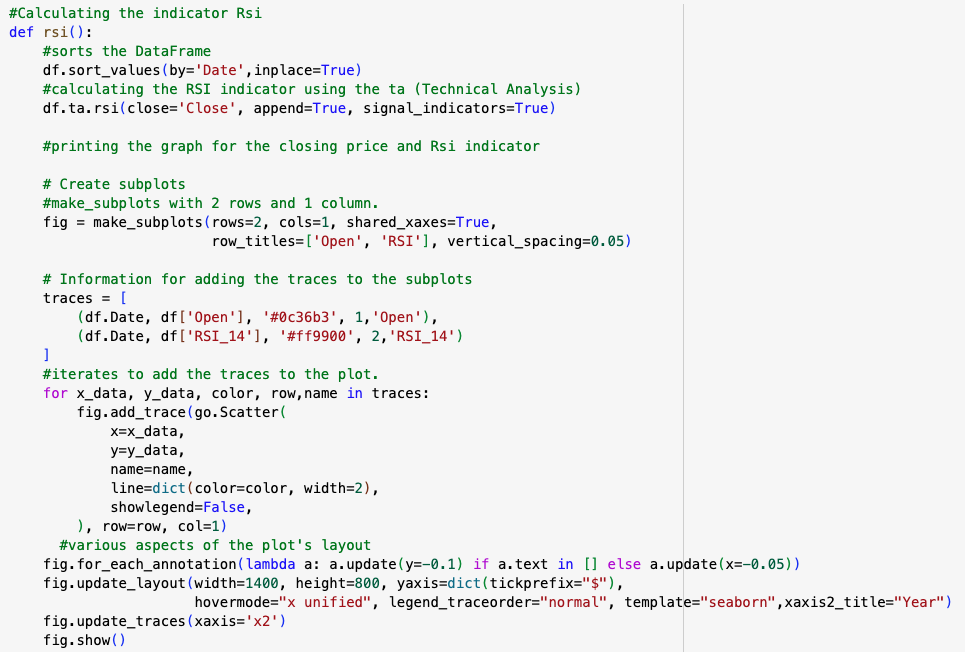 #Calculating the indicator Rsi
def rsi():
    #sorts the DataFrame
    df.sort_values(by='Date',inplace=True)
    #calculating the RSI indicator using the ta (Technical Analysis)
    df.ta.rsi(close='Close', append=True, signal_indicators=True)

    #printing the graph for the closing price and Rsi indicator

    # Create subplots
    #make_subplots with 2 rows and 1 column.
    fig = make_subplots(rows=2, cols=1, shared_xaxes=True,
                        row_titles=['Open', 'RSI'], vertical_spacing=0.05)

    # Information for adding the traces to the subplots
    traces = [
        (df.Date, df['Open'], '#0c36b3', 1,'Open'),
        (df.Date, df['RSI_14'], '#ff9900', 2,'RSI_14')
    ]
    #iterates to add the traces to the plot.
    for x_data, y_data, color, row,name in traces:
        fig.add_trace(go.Scatter(
            x=x_data,
            y=y_data,
            name=name,
            line=dict(color=color, width=2),
            showlegend=False,
        ), row=row, col=1)
      #various aspects of the plot's layout
    fig.for_each_annotation(lambda a: a.update(y=-0.1) if a.text in [] else a.update(x=-0.05))
    fig.update_layout(width=1400, height=800, yaxis=dict(tickprefix="$"),
                      hovermode="x unified", legend_traceorder="normal", template="seaborn",xaxis2_title="Year")
    fig.update_traces(xaxis='x2')
    fig.show()